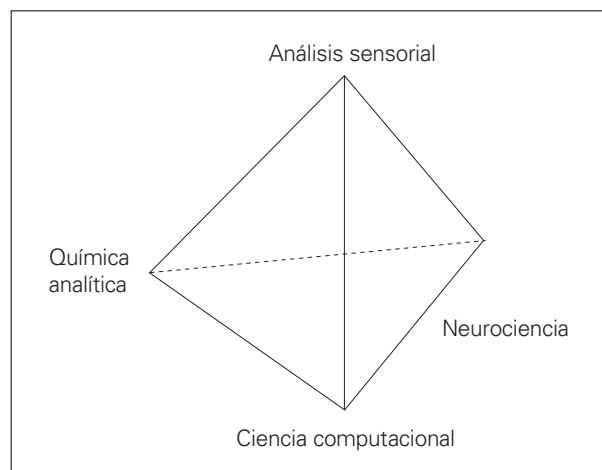 Análisis sensorial
Química
analítica
Neurociencia
Ciencia computacional